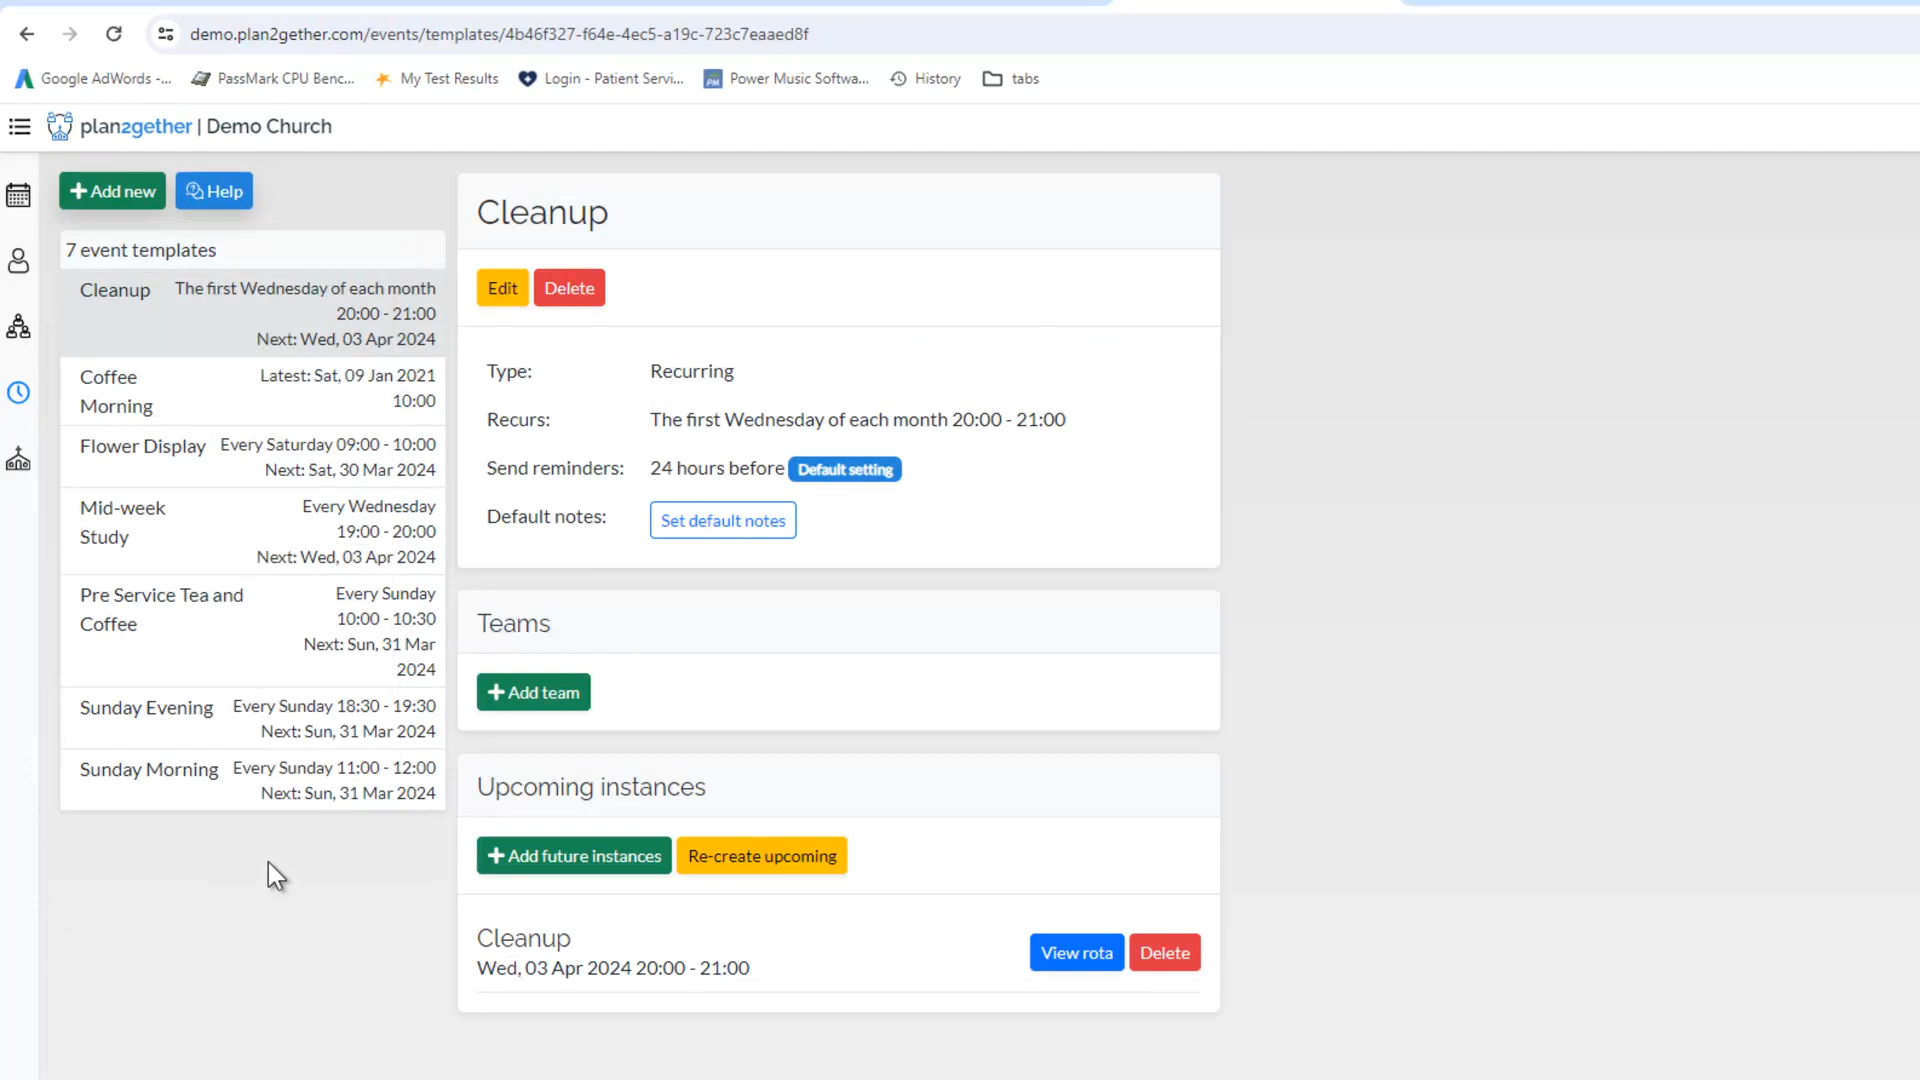 demo.plan2gether.com/events/templates/4b46f327-f64e-4ec5-a19c-723c7eaaed8f
Google AdWords -...
PassMark CPU Benc...
My Test Results
Login - Patient Servi...
PM
Power Music Softwa...
History
tabs
plan2gether | Demo Church
Add new
Help
7 event templates
Cleanup
The first Wednesday of each month
20:00 - 21:00
Next: Wed, 03 Apr 2024
Coffee
Morning
Latest: Sat, 09 Jan 2021
10:00
Flower Display
Every Saturday 09:00 - 10:00
Next: Sat, 30 Mar 2024
Mid-week
Study
Every Wednesday
19:00 - 20:00
Next: Wed, 03 Apr 2024
Pre Service Tea and
Coffee
Every Sunday
10:00 - 10:30
Next: Sun, 31 Mar
2024
Sunday Evening
Every Sunday 18:30 - 19:30
Next: Sun, 31 Mar 2024
Sunday Morning
Every Sunday 11:00 - 12:00
Next: Sun, 31 Mar 2024
Cleanup
Edit
Delete
Type: Recurring
Recurs: The first Wednesday of each month 20:00 - 21:00
Send reminders: 24 hours before Default setting
Default notes: Set default notes
Teams
Add team
Upcoming instances
Add future instances
Re-create upcoming
Cleanup
Wed, 03 Apr 2024 20:00 - 21:00
View rota
Delete